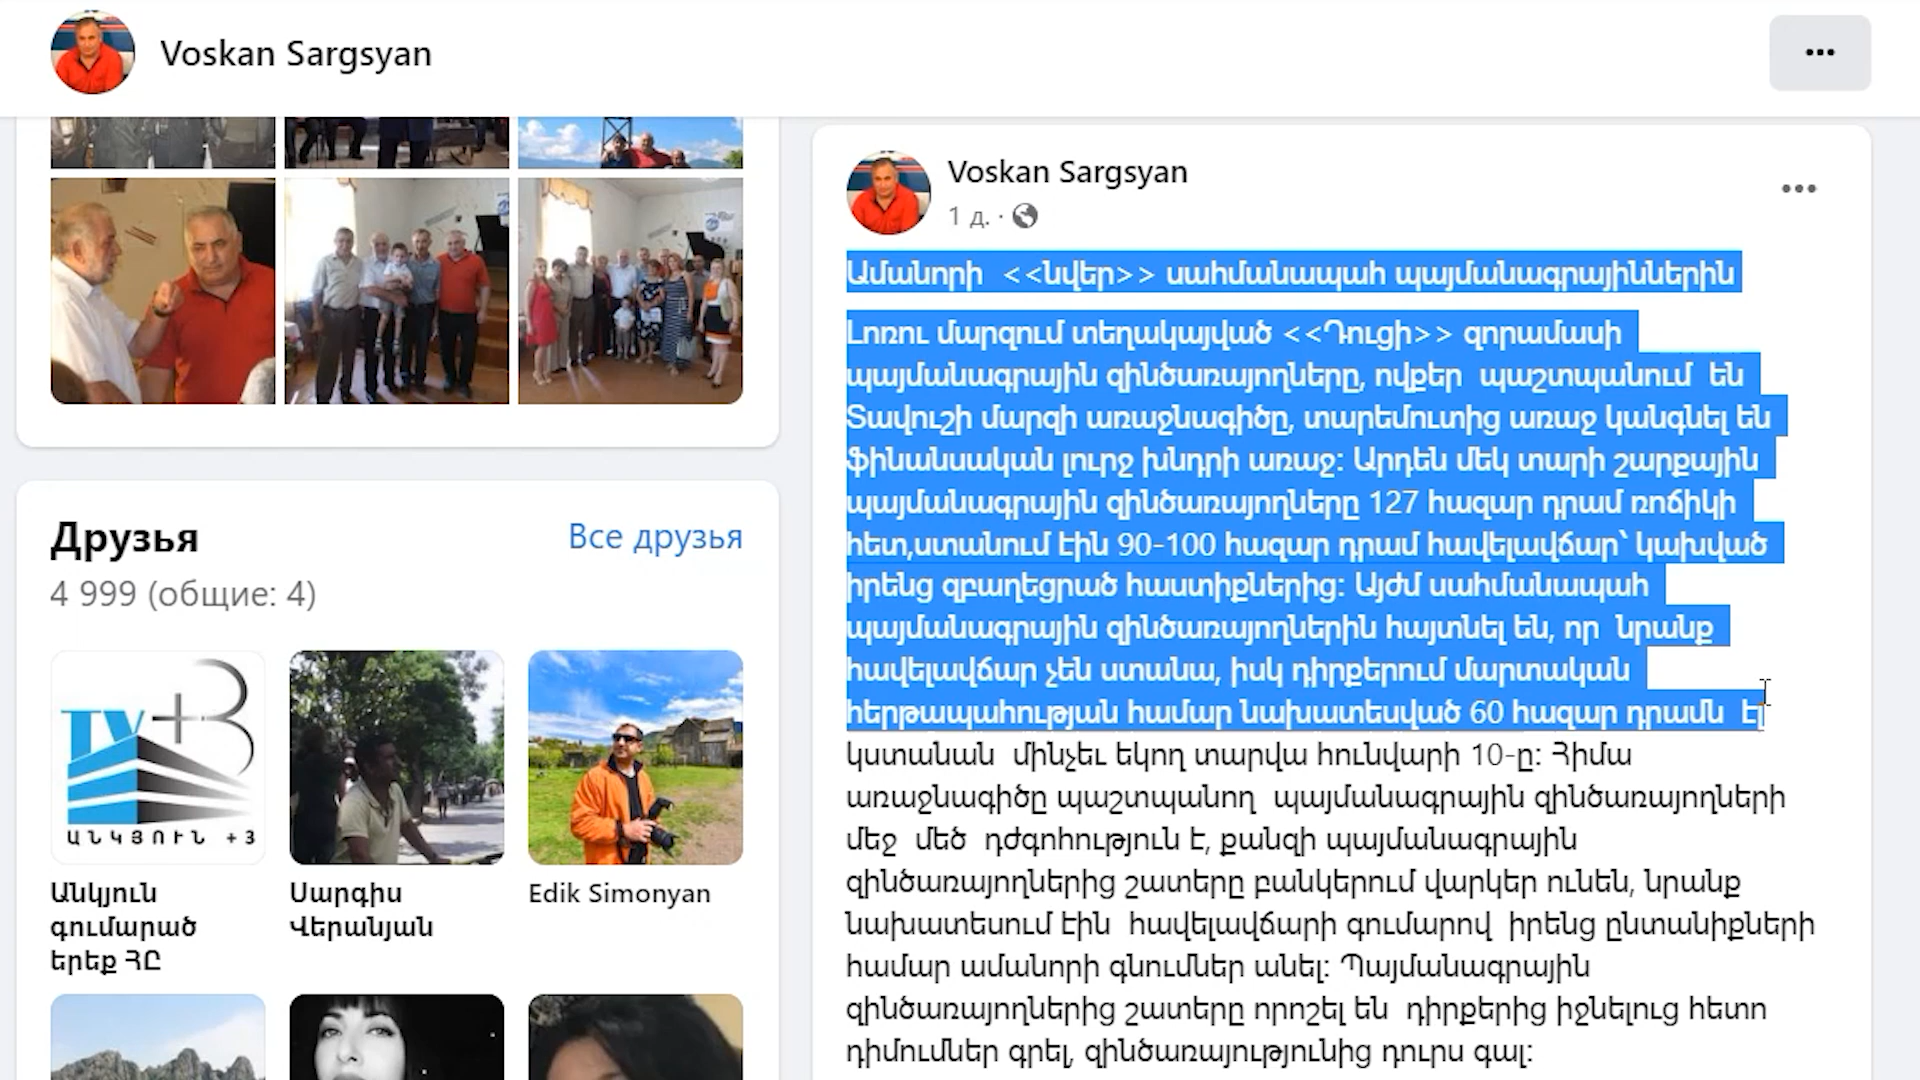 Voskan Sargsyan
Друзья
Все друзья
4 999 (общие: 4)
TV+3
ԱՆԿՅՈՒՆ +3
Անկյուն
գումարած
երեք ՀԸ
Սարգիս
Վերանյան
Edik Simonyan
Voskan Sargsyan
1 д. ·
Ամանորի <<նվեր>> սահմանապահ պայմանագրայիններին
Լոռու մարզում տեղակայված <<Դուցի>> զորամասի
պայմանագրային զինծառայողները, ովքեր պաշտպանում են
Տավուշի մարզի առաջնագիծը, տարեմուտից առաջ կանգնել են
ֆինանսական լուրջ խնդրի առաջ: Արդեն մեկ տարի շարքային
պայմանագրային զինծառայողները 127 հազար դրամ ռոճիկի
հետ,ստանում էին 90-100 հազար դրամ հավելավճար՝ կախված
իրենց զբաղեցրած հաստիքներից: Այժմ սահմանապահ
պայմանագրային զինծառայողներին հայտնել են, որ նրանք
հավելավճար չեն ստանա, իսկ դիրքերում մարտական
հերթապահության համար նախատեսված 60 հազար դրամն էլ
կստանան մինչեւ եկող տարվա հունվարի 10-ը: Հիմա
առաջնագիծը պաշտպանող պայմանագրային զինծառայողների
մեջ մեծ դժգոհություն է, քանզի պայմանագրային
զինծառայողներից շատերը բանկերում վարկեր ունեն, նրանք
նախատեսում էին հավելավճարի գումարով իրենց ընտանիքների
համար ամանորի գնումներ անել: Պայմանագրային
զինծառայողներից շատերը որոշել են դիրքերից իջնելուց հետո
դիմումներ գրել, զինծառայությունից դուրս գալ: